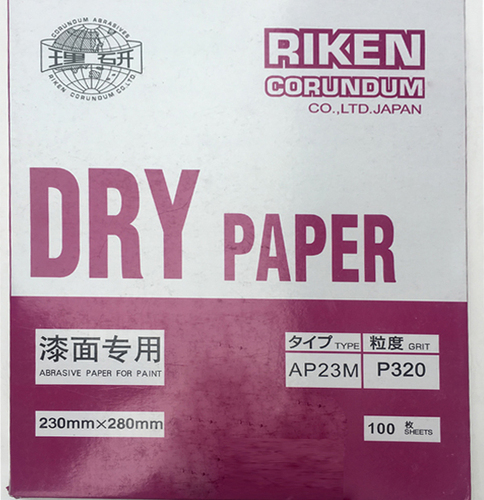 CORUNDUM ABRASIVES
理研
RIKEN CORUNDUM CO.,LTD.
RIKEN
CORUNDUM®
CO.,LTD.JAPAN
DRY PAPER
漆面专用
ABRASIVE PAPER FOR PAINT
タイプ TYPE
粒度 GRIT
AP23M
P320
230mm×280mm
100 枚 SHEETS